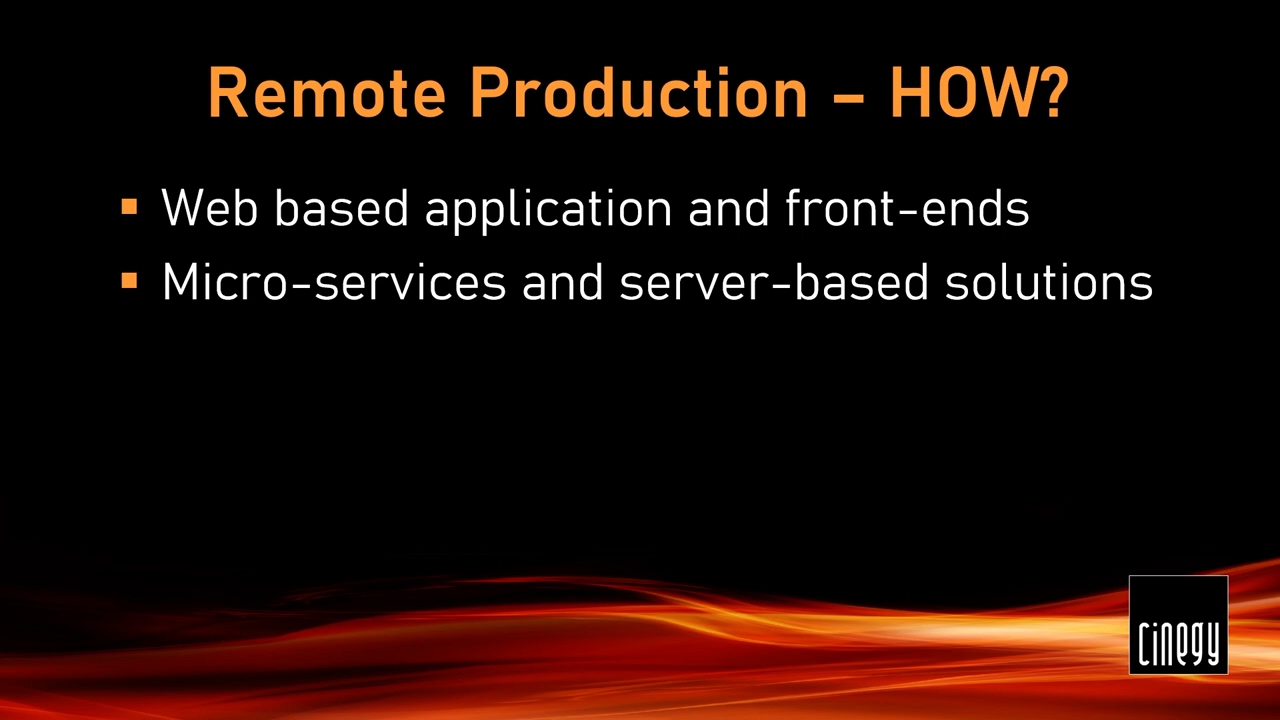 Remote Production – HOW?
▪ Web based application and front-ends
▪ Micro-services and server-based solutions
cinegy